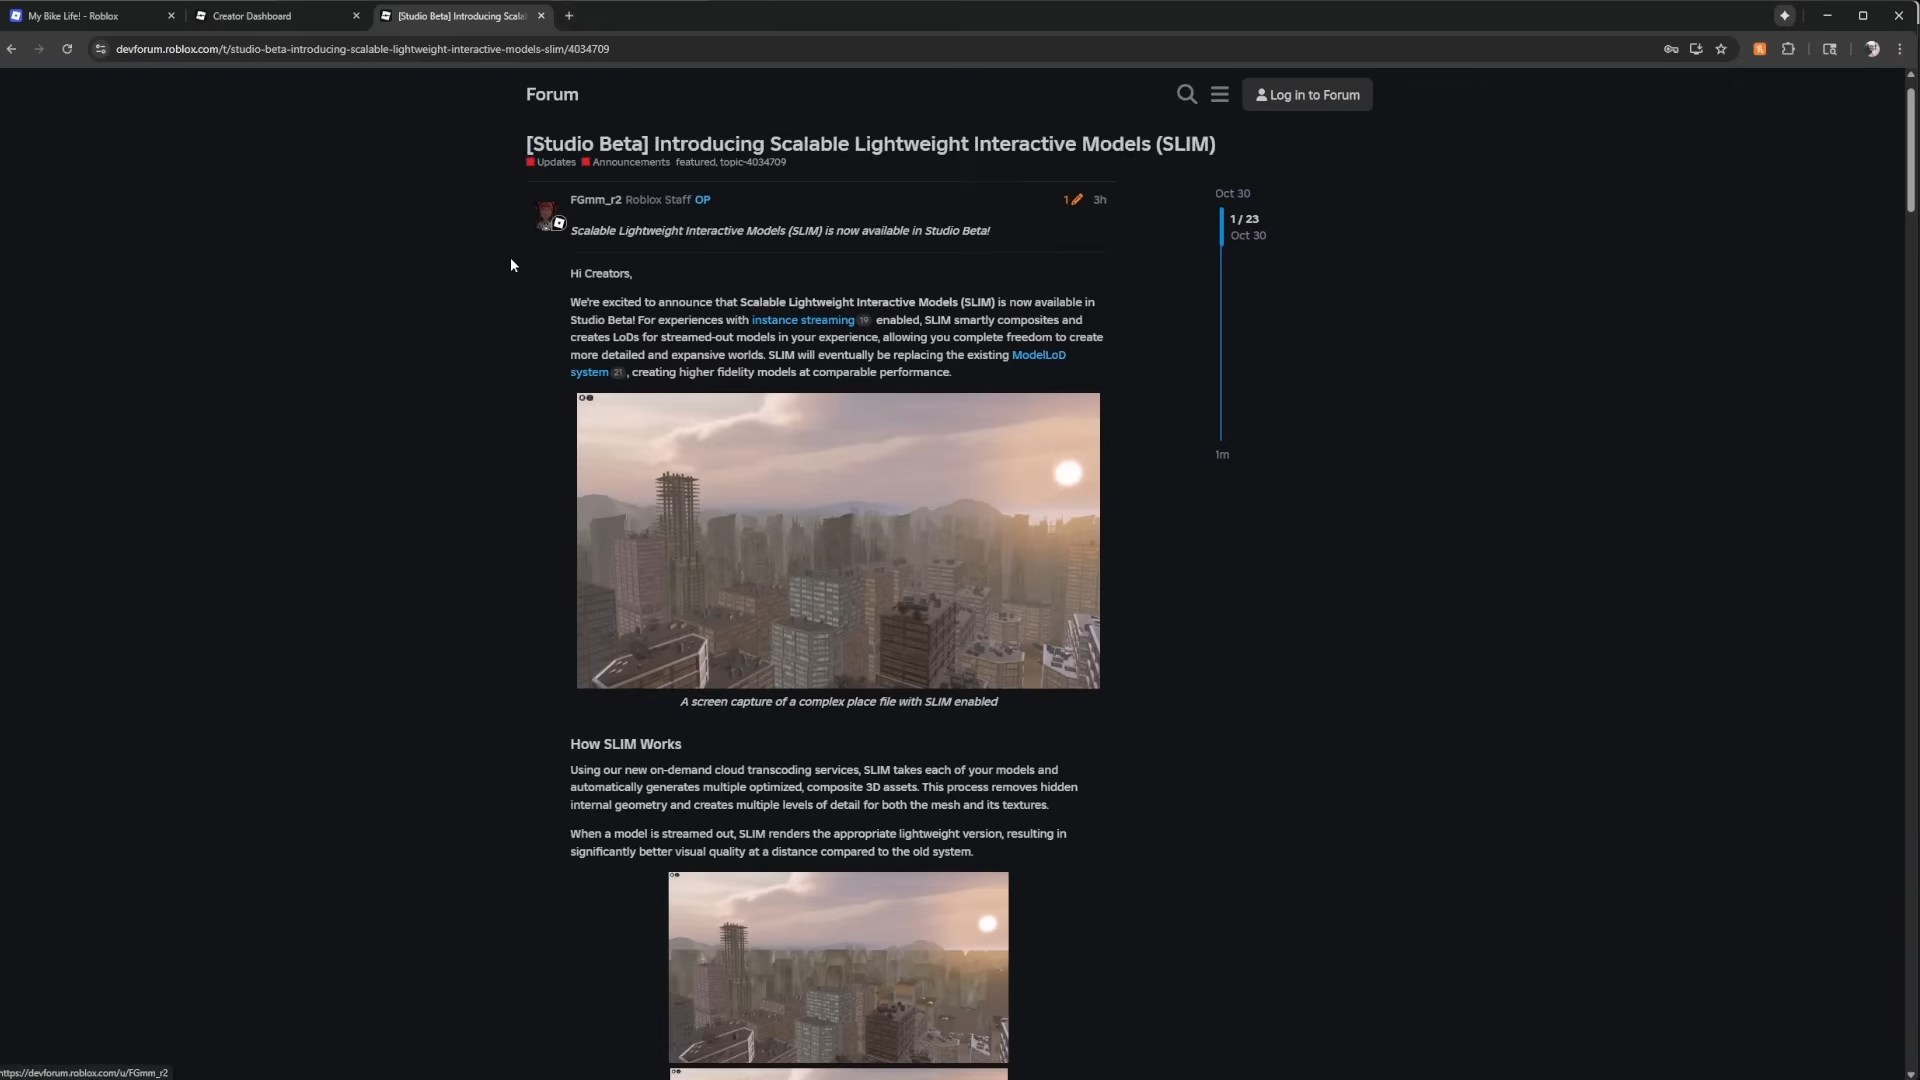 My Bike Life! - Roblox
Creator Dashboard
[Studio Beta] Introducing Scala
devforum.roblox.com/t/studio-beta-introducing-scalable-lightweight-interactive-models-slim/4034709
Forum
Log in to Forum
[Studio Beta] Introducing Scalable Lightweight Interactive Models (SLIM)
Updates Announcements featured, topic-4034709
FGmm_r2 Roblox Staff OP
1
3h
Scalable Lightweight Interactive Models (SLIM) is now available in Studio Beta!
Hi Creators,
We're excited to announce that Scalable Lightweight Interactive Models (SLIM) is now available in
Studio Beta! For experiences with instance streaming 19 enabled, SLIM smartly composites and
creates LoDs for streamed-out models in your experience, allowing you complete freedom to create
more detailed and expansive worlds. SLIM will eventually be replacing the existing ModelLoD
system 21 , creating higher fidelity models at comparable performance.
A screen capture of a complex place file with SLIM enabled
How SLIM Works
Using our new on-demand cloud transcoding services, SLIM takes each of your models and
automatically generates multiple optimized, composite 3D assets. This process removes hidden
internal geometry and creates multiple levels of detail for both the mesh and its textures.
When a model is streamed out, SLIM renders the appropriate lightweight version, resulting in
significantly better visual quality at a distance compared to the old system.
Oct 30
1 / 23
Oct 30
1m
https://devforum.roblox.com/u/FGmm_r2